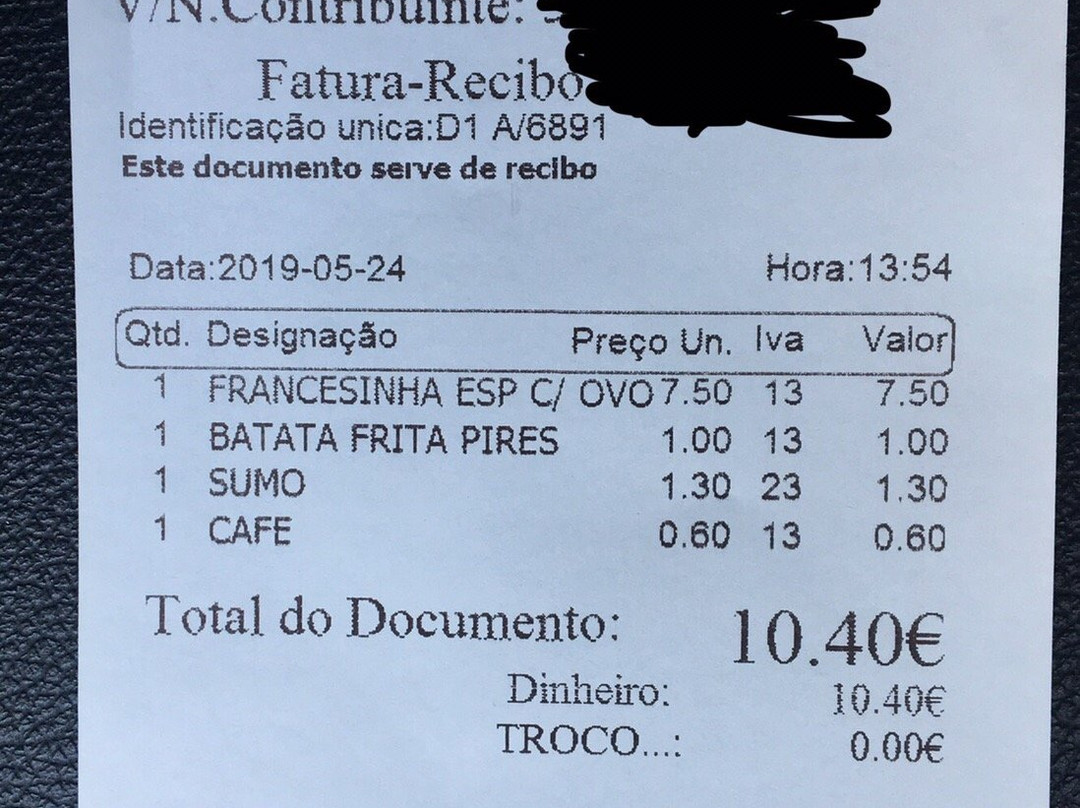 V/N.Contribuinte:
Fatura-Recibo
Identificação unica:D1 A/6891
Este documento serve de recibo
Data:2019-05-24 Hora:13:54
Qtd. Designação Preço Un. Iva Valor
1 FRANCESINHA ESP C/ OVO 7.50 13 7.50
1 BATATA FRITA PIRES 1.00 13 1.00
1 SUMO 1.30 23 1.30
1 CAFE 0.60 13 0.60
Total do Documento: 10.40€
Dinheiro: 10.40€
TROCO...: 0.00€